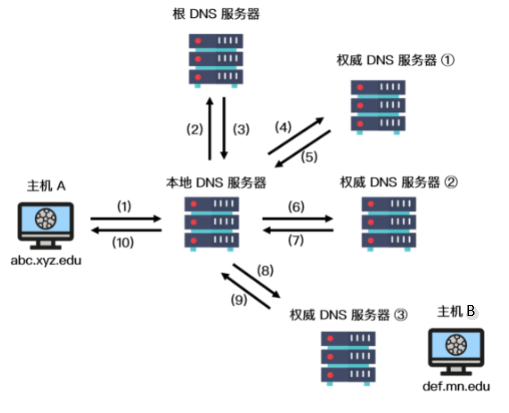 根 DNS 服务器
权威 DNS 服务器 ①
(2)
(3)
(4)
(5)
主机 A
本地 DNS 服务器
权威 DNS 服务器 ②
(1)
(10)
(6)
(7)
abc.xyz.edu
(8)
(9)
权威 DNS 服务器 ③
主机 B
def.mn.edu